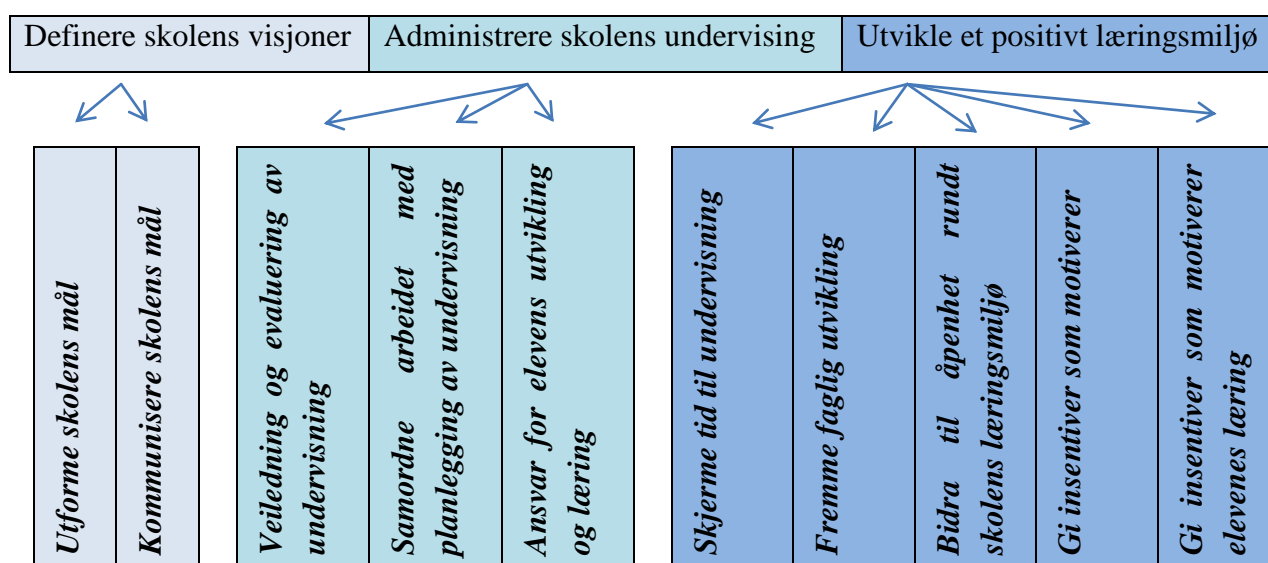 Definere skolens visjoner
Administrere skolens undervising
Utvikle et positivt læringsmiljø
Utforme skolens mål
Kommunisere skolens mål
Veiledning og evaluering av
undervisning
Samordne arbeidet med
planlegging av undervisning
Ansvar for elevens utvikling
og læring
Skjerme tid til undervisning
Fremme faglig utvikling
Bidra til åpenhet rundt
skolens læringsmiljø
Gi insentiver som motiverer
Gi insentiver som motiverer
elevenes læring